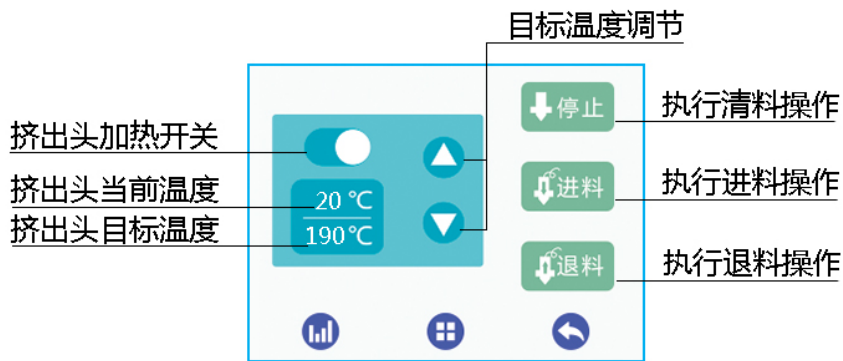 目标温度调节
停止
执行清料操作
挤出头加热开关
挤出头当前温度
20 ℃
进料
执行进料操作
挤出头目标温度
190℃
退料
执行退料操作